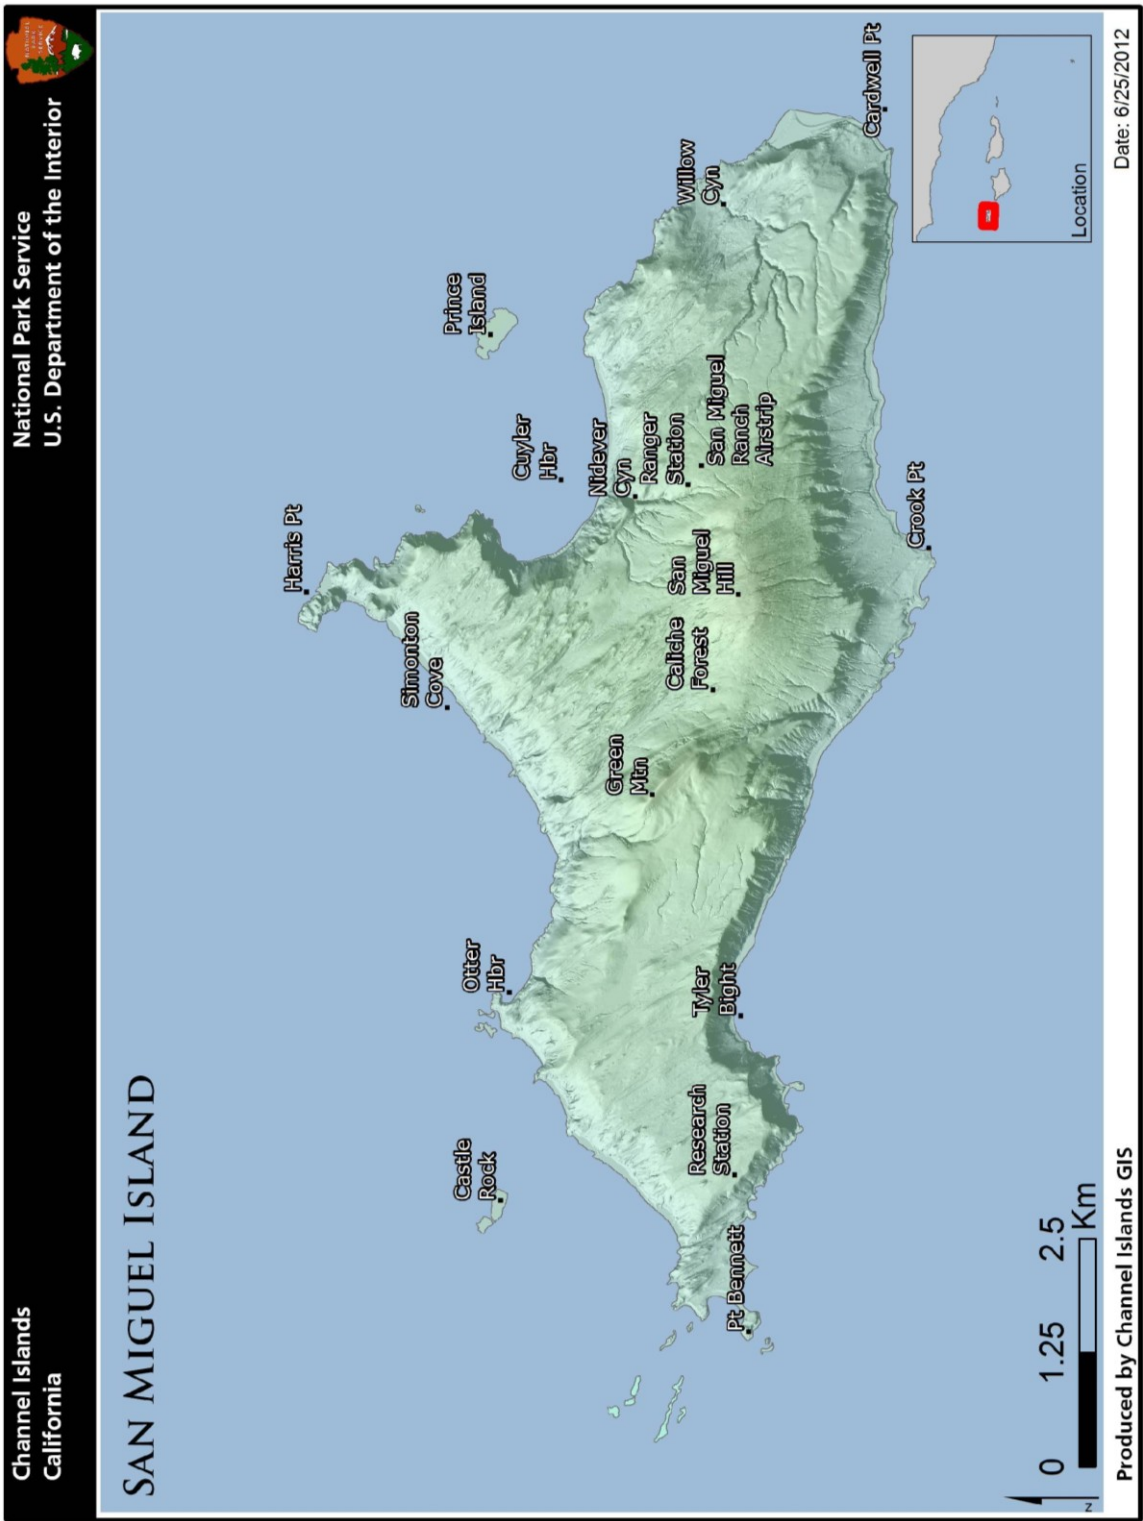 Channel Islands
California
National Park Service
U.S. Department of the Interior
NATIONAL
PARK
SERVICE
SAN MIGUEL ISLAND
Harris Pt
Simonton
Cove
Prince
Island
Cuyler
Hbr
Castle
Rock
Otter
Hbr
Nidever
Cyn
Ranger
Station
Green
Mtn
Caliche
Forest
San
Miguel
Hill
San Miguel
Ranch
Airstrip
Willow
Cyn
Research
Station
Tyler
Bight
Pt Bennett
Crook Pt
Cardwell Pt
Location
N
0 1.25 2.5
Km
Produced by Channel Islands GIS
Date: 6/25/2012